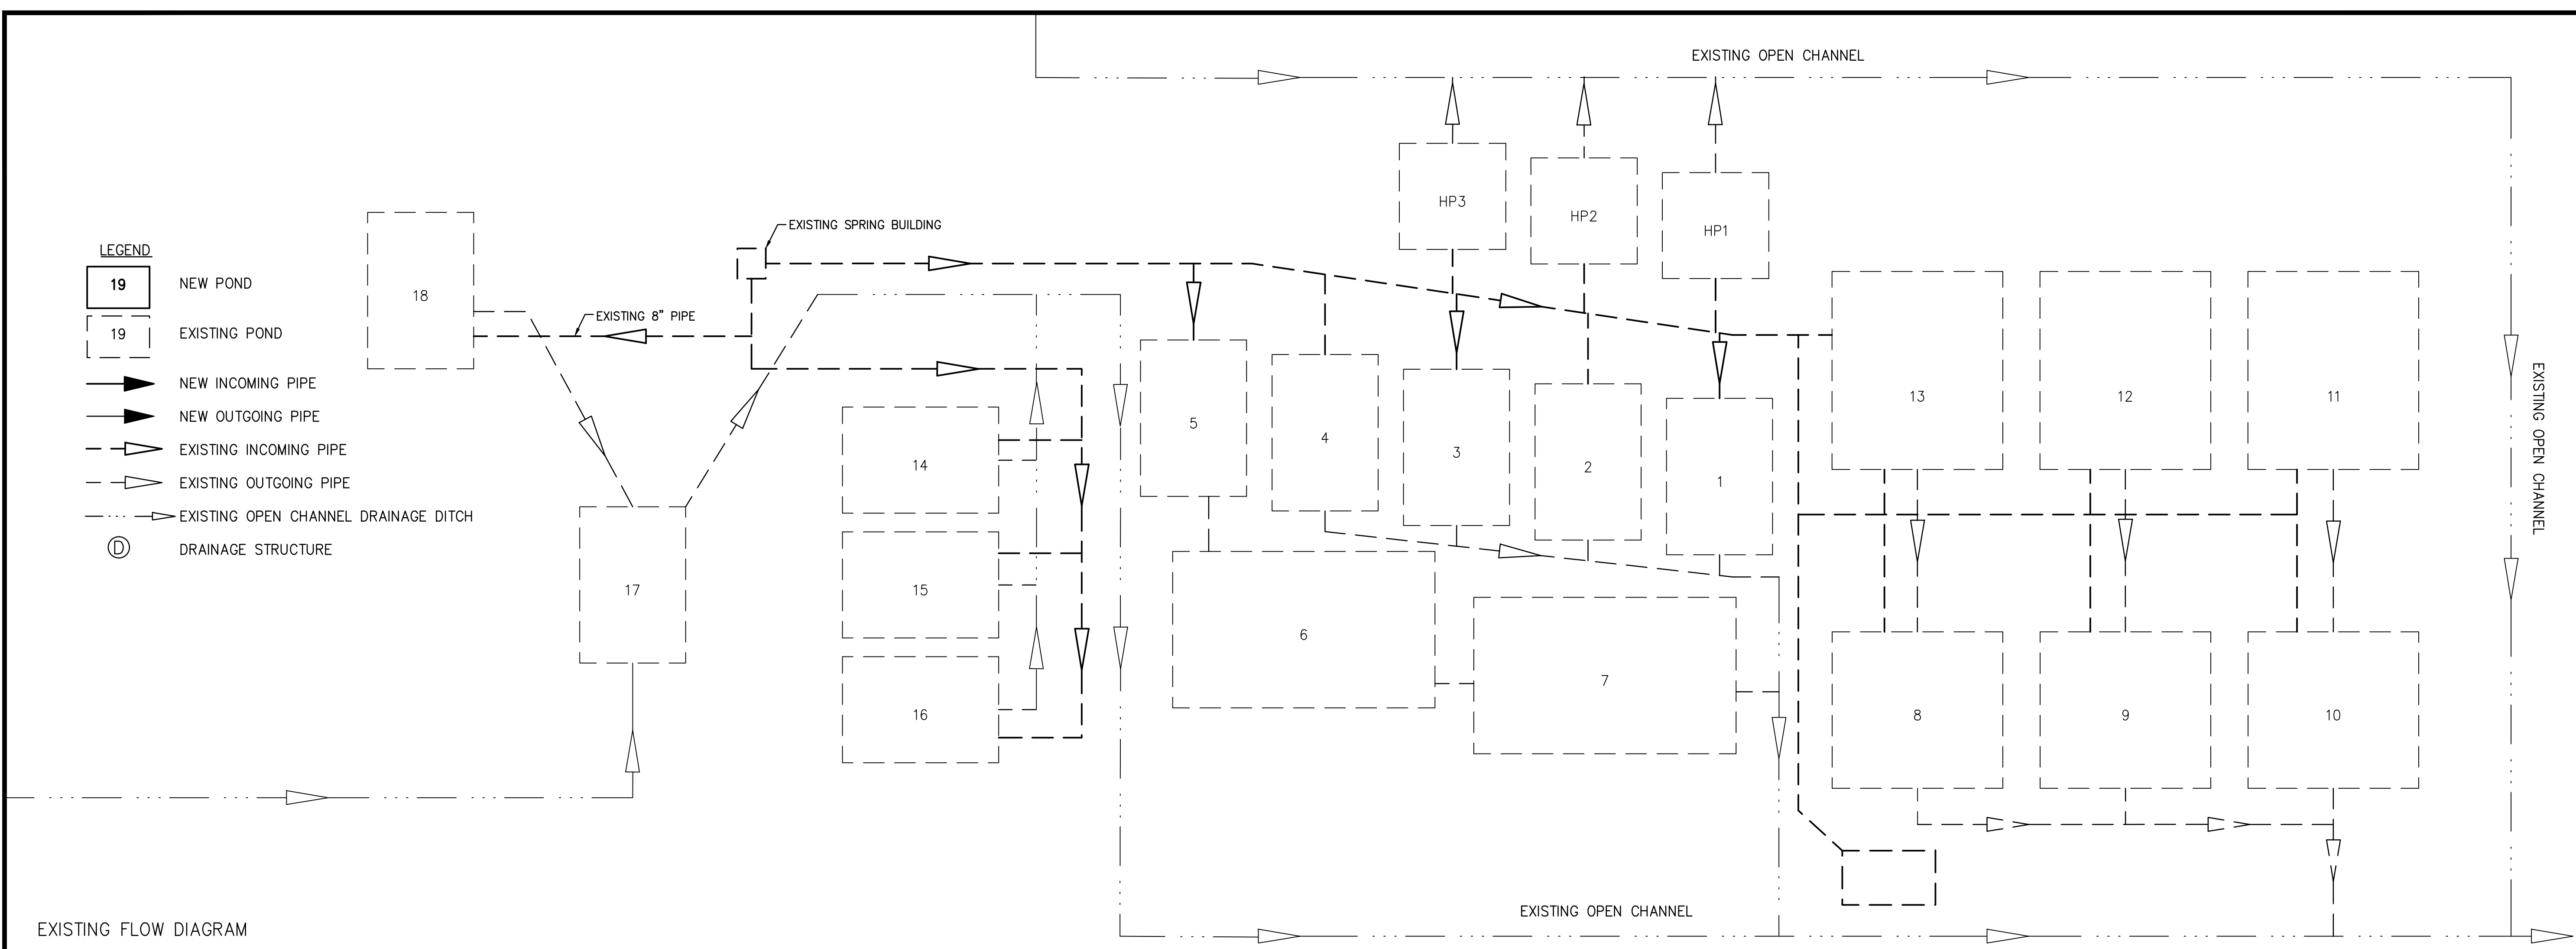 EXISTING OPEN CHANNEL
HP3
HP2
HP1
EXISTING SPRING BUILDING
LEGEND
19 NEW POND
19 EXISTING POND
NEW INCOMING PIPE
NEW OUTGOING PIPE
EXISTING INCOMING PIPE
EXISTING OUTGOING PIPE
EXISTING OPEN CHANNEL DRAINAGE DITCH
D DRAINAGE STRUCTURE
18
EXISTING 8" PIPE
17
14
15
16
5
4
3
2
1
6
7
13
12
11
8
9
10
EXISTING OPEN CHANNEL
EXISTING OPEN CHANNEL
EXISTING FLOW DIAGRAM